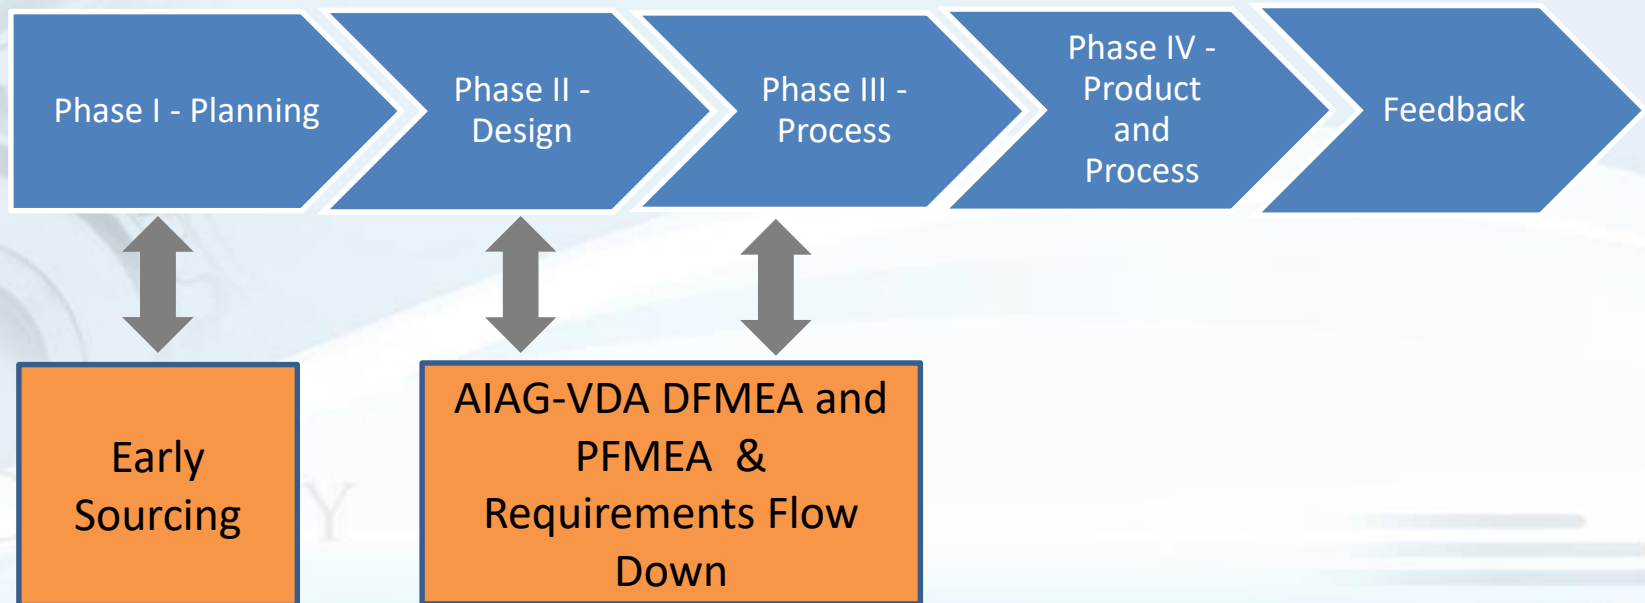 Phase I - Planning
Phase II -
Design
Phase III -
Process
Phase IV -
Product
and
Process
Feedback
Early
Sourcing
AIAG-VDA DFMEA and
PFMEA &
Requirements Flow
Down